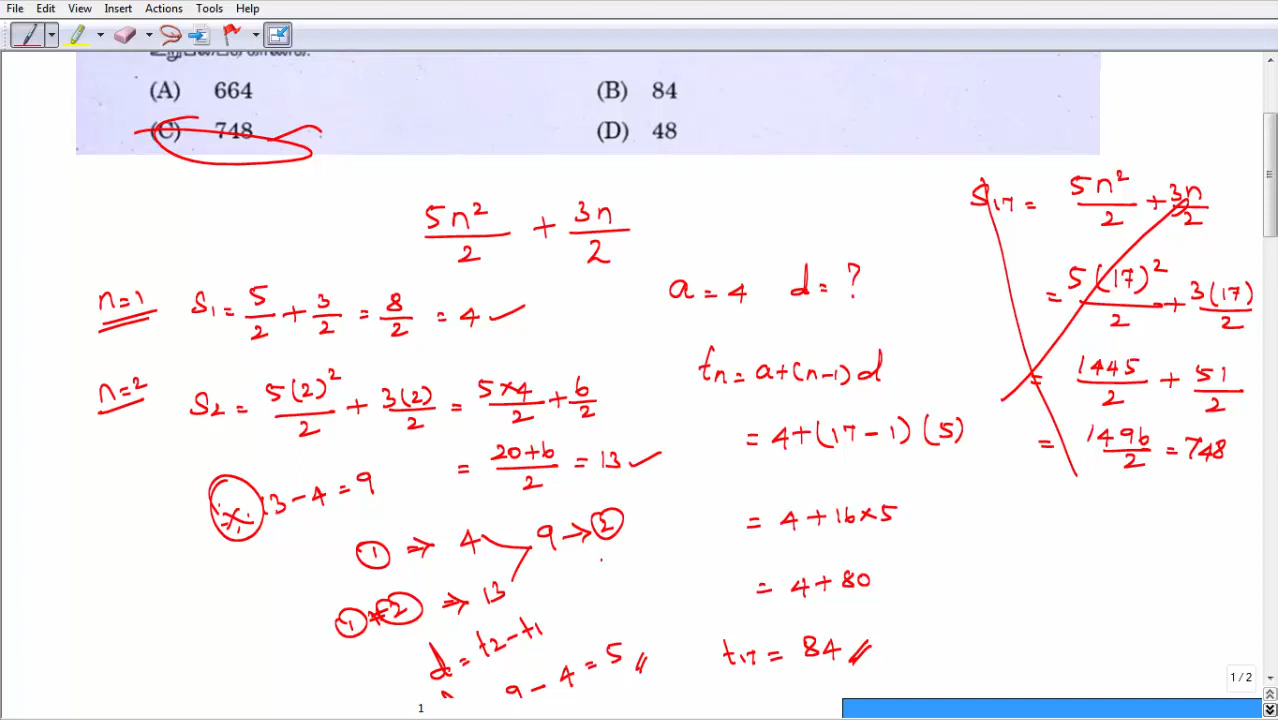 File Edit View Insert Actions Tools Help
(A) 664 (B) 84
(C) 748 (D) 48
5n²/2 + 3n/2
n=1 S₁ = 5/2 + 3/2 = 8/2 = 4 ✓
n=2 S₂ = 5(2)²/2 + 3(2)/2 = 5×4/2 + 6/2
= 20+6/2 = 13 ✓
13 - 4 = 9
① ⇒ 4 9 → ②
①+② ⇒ 13
d = t₂ - t₁
9 - 4 = 5 //
a = 4 d = ?
tₙ = a+(n-1)d
= 4+(17-1)(5)
= 4+16×5
= 4+80
t₁₇ = 84 //
S₁₇ = 5n²/2 + 3n/2
= 5(17)²/2 + 3(17)/2
= 1445/2 + 51/2
= 1496/2 = 748
1
1/2